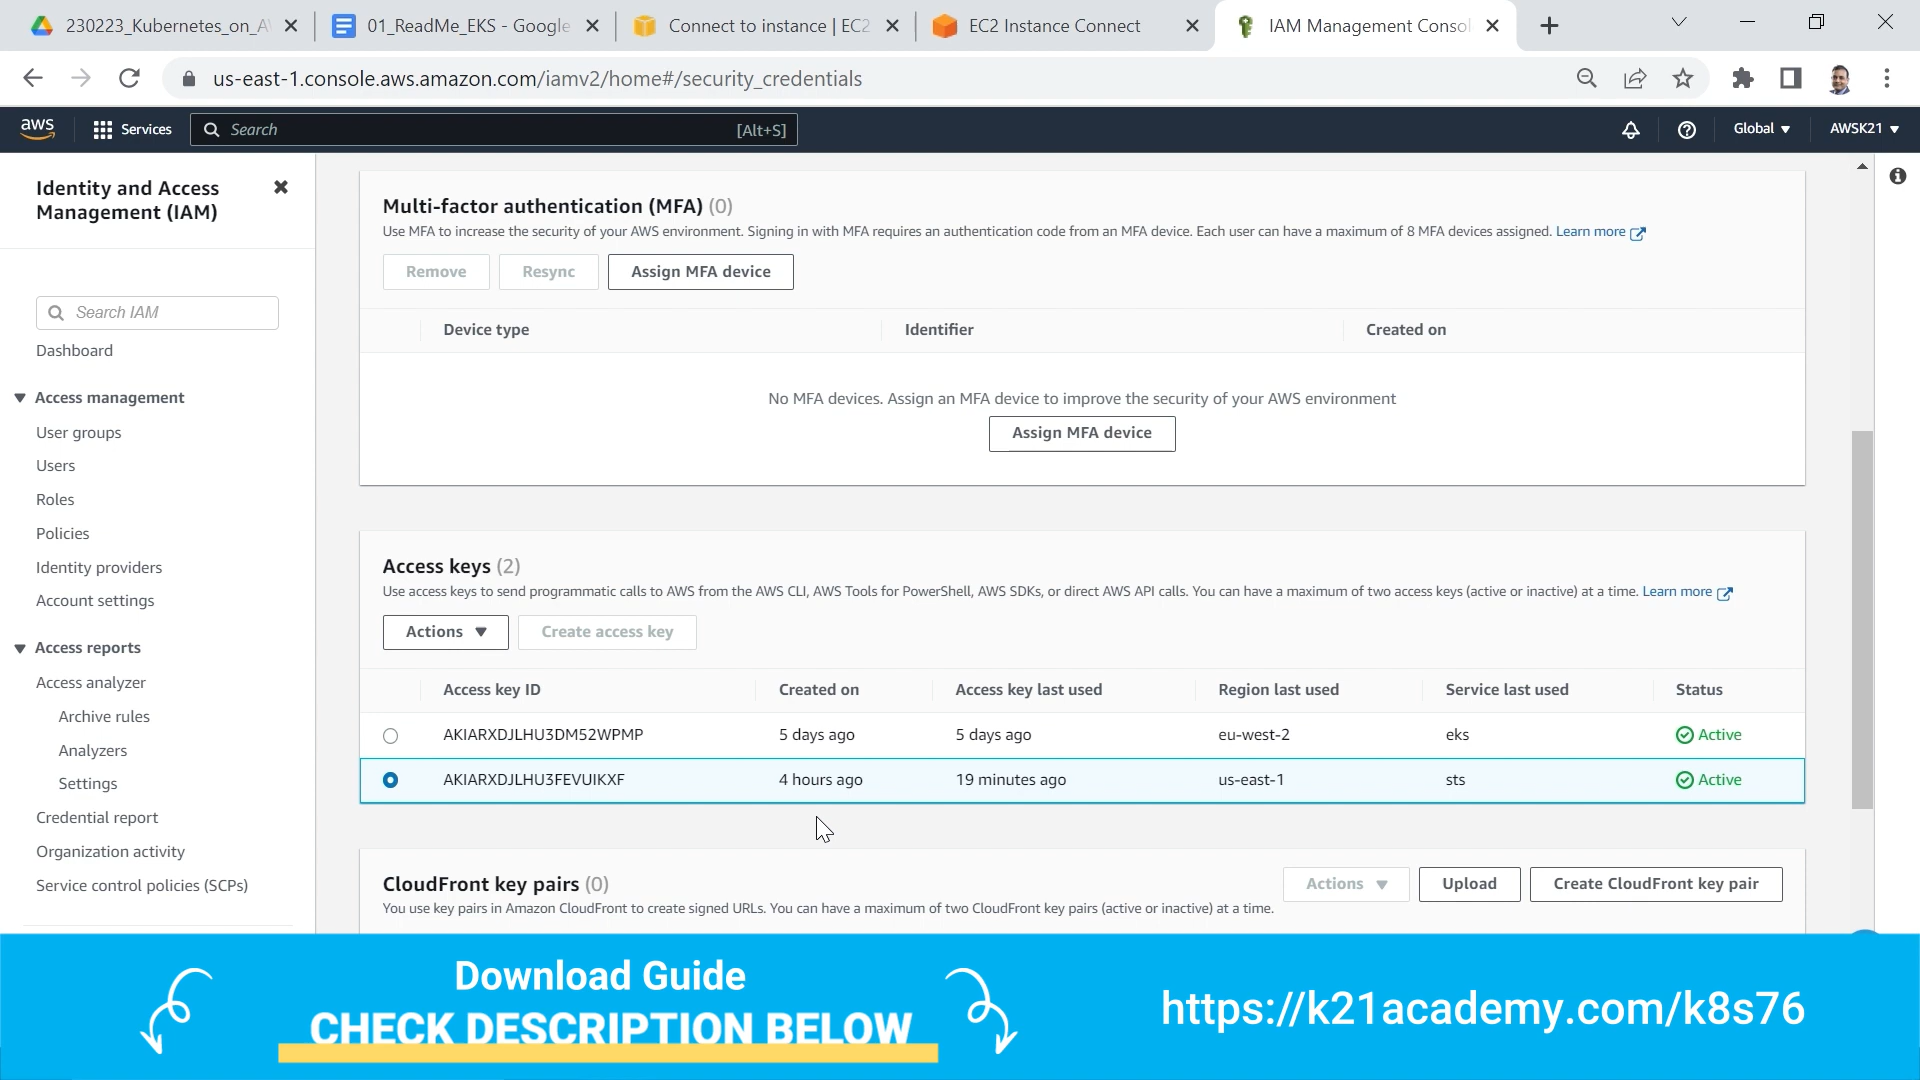 230223_Kubernetes_on_A
01_ReadMe_EKS - Google
Connect to instance | EC2
EC2 Instance Connect
IAM Management Consol
us-east-1.console.aws.amazon.com/iamv2/home#/security_credentials
aws
Services
Search
[Alt+S]
Global
AWSK21
Identity and Access
Management (IAM)
Search IAM
Dashboard
Access management
User groups
Users
Roles
Policies
Identity providers
Account settings
Access reports
Access analyzer
Archive rules
Analyzers
Settings
Credential report
Organization activity
Service control policies (SCPs)
Multi-factor authentication (MFA) (0)
Use MFA to increase the security of your AWS environment. Signing in with MFA requires an authentication code from an MFA device. Each user can have a maximum of 8 MFA devices assigned. Learn more
Remove Resync Assign MFA device
Device type Identifier Created on
No MFA devices. Assign an MFA device to improve the security of your AWS environment
Assign MFA device
Access keys (2)
Use access keys to send programmatic calls to AWS from the AWS CLI, AWS Tools for PowerShell, AWS SDKs, or direct AWS API calls. You can have a maximum of two access keys (active or inactive) at a time. Learn more
Actions Create access key
Access key ID Created on Access key last used Region last used Service last used Status
AKIARXDJLHU3DM52WPMP 5 days ago 5 days ago eu-west-2 eks Active
AKIARXDJLHU3FEVUIKXF 4 hours ago 19 minutes ago us-east-1 sts Active
CloudFront key pairs (0)
Actions Upload Create CloudFront key pair
You use key pairs in Amazon CloudFront to create signed URLs. You can have a maximum of two CloudFront key pairs (active or inactive) at a time.
Download Guide
CHECK DESCRIPTION BELOW
https://k21academy.com/k8s76